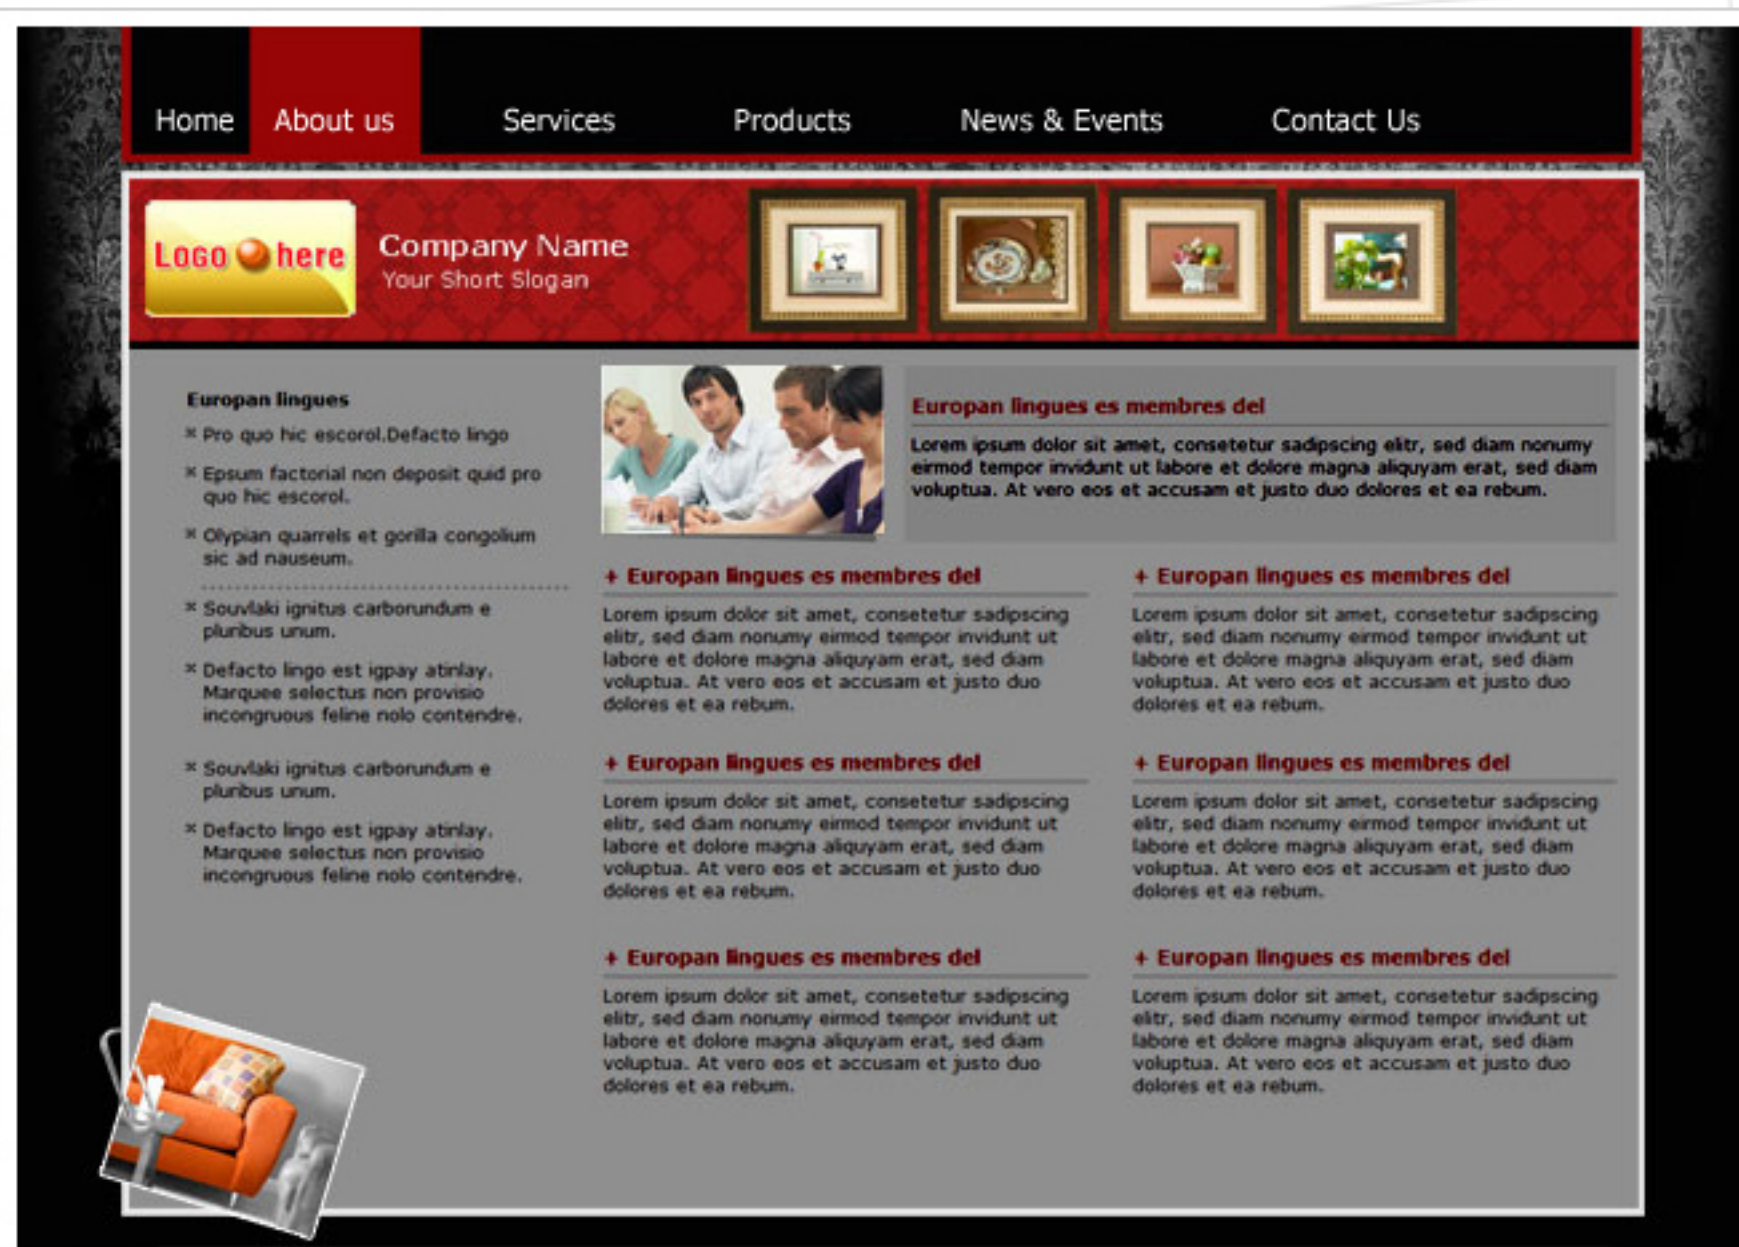 Home About us Services Products News & Events Contact Us
LOGO here
Company Name
Your Short Slogan
Europan lingues
Pro quo hic escorol.Defacto lingo
Epsum factorial non deposit quid pro
quo hic escorol.
Olypian quarrels et gorilla congolium
sic ad nauseum.
Souvlaki ignitus carborundum e
pluribus unum.
Defacto lingo est igpay atinlay.
Marquee selectus non provisio
incongruous feline nolo contendre.
Souvlaki ignitus carborundum e
pluribus unum.
Defacto lingo est igpay atinlay.
Marquee selectus non provisio
incongruous feline nolo contendre.
Europan lingues es membres del
Lorem ipsum dolor sit amet, consetetur sadipscing elitr, sed diam nonumy
eirmod tempor invidunt ut labore et dolore magna aliquyam erat, sed diam
voluptua. At vero eos et accusam et justo duo dolores et ea rebum.
+ Europan lingues es membres del
Lorem ipsum dolor sit amet, consetetur sadipscing
elitr, sed diam nonumy eirmod tempor invidunt ut
labore et dolore magna aliquyam erat, sed diam
voluptua. At vero eos et accusam et justo duo
dolores et ea rebum.
+ Europan lingues es membres del
Lorem ipsum dolor sit amet, consetetur sadipscing
elitr, sed diam nonumy eirmod tempor invidunt ut
labore et dolore magna aliquyam erat, sed diam
voluptua. At vero eos et accusam et justo duo
dolores et ea rebum.
+ Europan lingues es membres del
Lorem ipsum dolor sit amet, consetetur sadipscing
elitr, sed diam nonumy eirmod tempor invidunt ut
labore et dolore magna aliquyam erat, sed diam
voluptua. At vero eos et accusam et justo duo
dolores et ea rebum.
+ Europan lingues es membres del
Lorem ipsum dolor sit amet, consetetur sadipscing
elitr, sed diam nonumy eirmod tempor invidunt ut
labore et dolore magna aliquyam erat, sed diam
voluptua. At vero eos et accusam et justo duo
dolores et ea rebum.
+ Europan lingues es membres del
Lorem ipsum dolor sit amet, consetetur sadipscing
elitr, sed diam nonumy eirmod tempor invidunt ut
labore et dolore magna aliquyam erat, sed diam
voluptua. At vero eos et accusam et justo duo
dolores et ea rebum.
+ Europan lingues es membres del
Lorem ipsum dolor sit amet, consetetur sadipscing
elitr, sed diam nonumy eirmod tempor invidunt ut
labore et dolore magna aliquyam erat, sed diam
voluptua. At vero eos et accusam et justo duo
dolores et ea rebum.